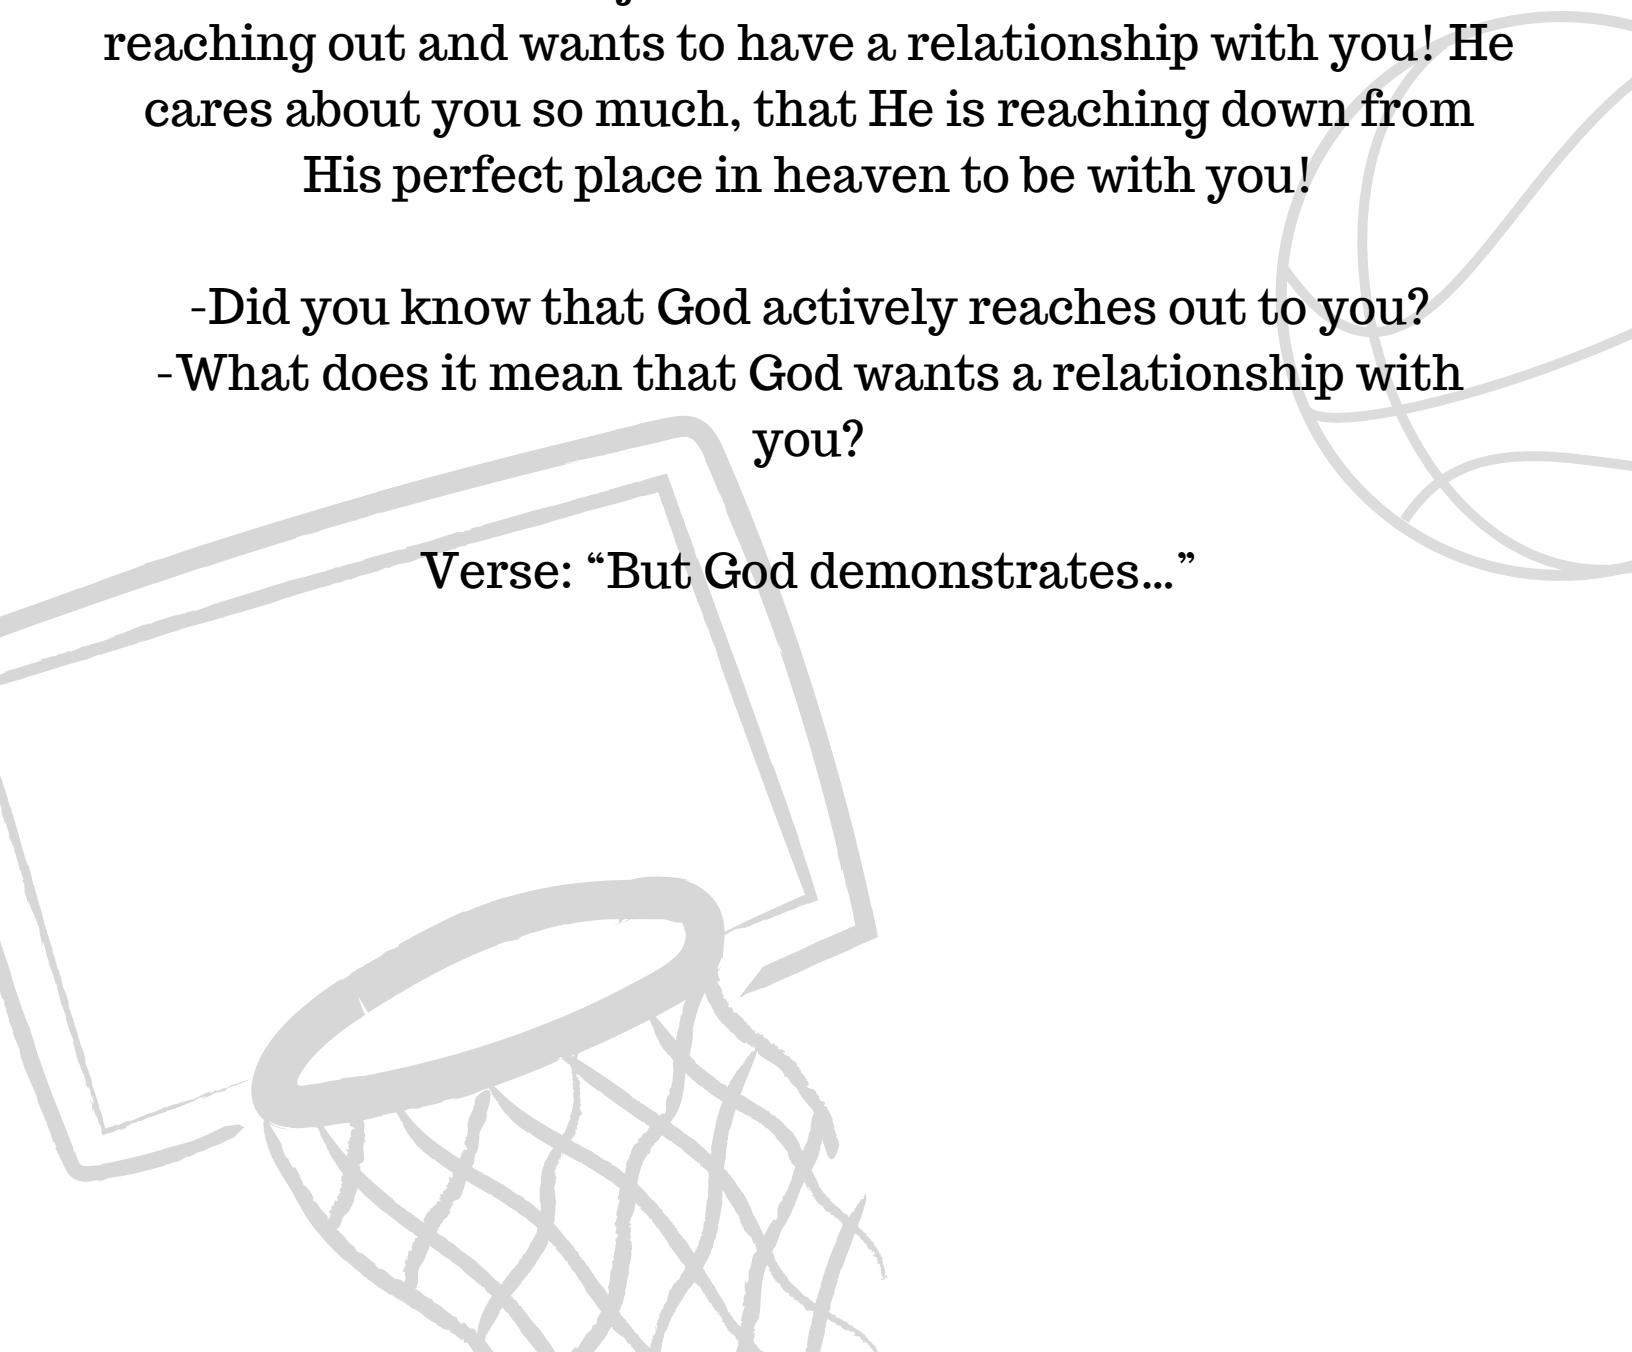 reaching out and wants to have a relationship with you! He
cares about you so much, that He is reaching down from
His perfect place in heaven to be with you!
-Did you know that God actively reaches out to you?
-What does it mean that God wants a relationship with
you?
Verse: “But God demonstrates...”